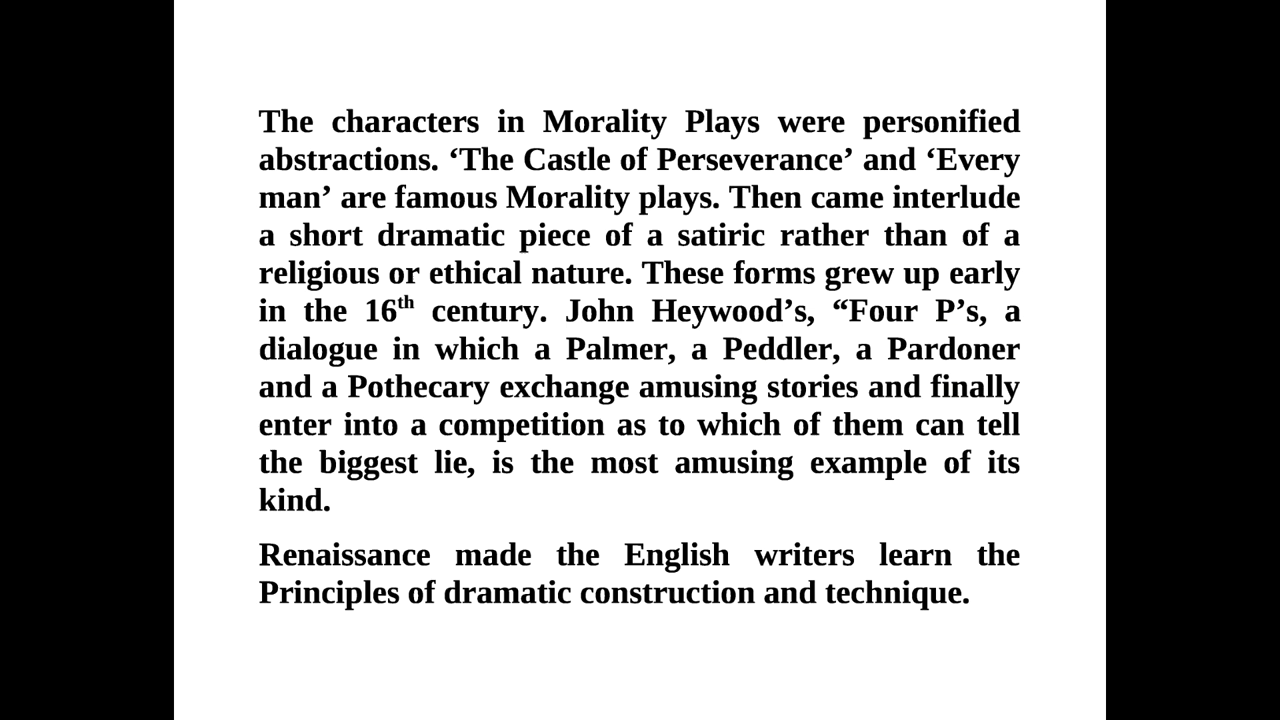 The characters in Morality Plays were personified
abstractions. ‘The Castle of Perseverance’ and ‘Every
man’ are famous Morality plays. Then came interlude
a short dramatic piece of a satiric rather than of a
religious or ethical nature. These forms grew up early
in the 16th century. John Heywood’s, “Four P’s, a
dialogue in which a Palmer, a Peddler, a Pardoner
and a Pothecary exchange amusing stories and finally
enter into a competition as to which of them can tell
the biggest lie, is the most amusing example of its
kind.
Renaissance made the English writers learn the
Principles of dramatic construction and technique.